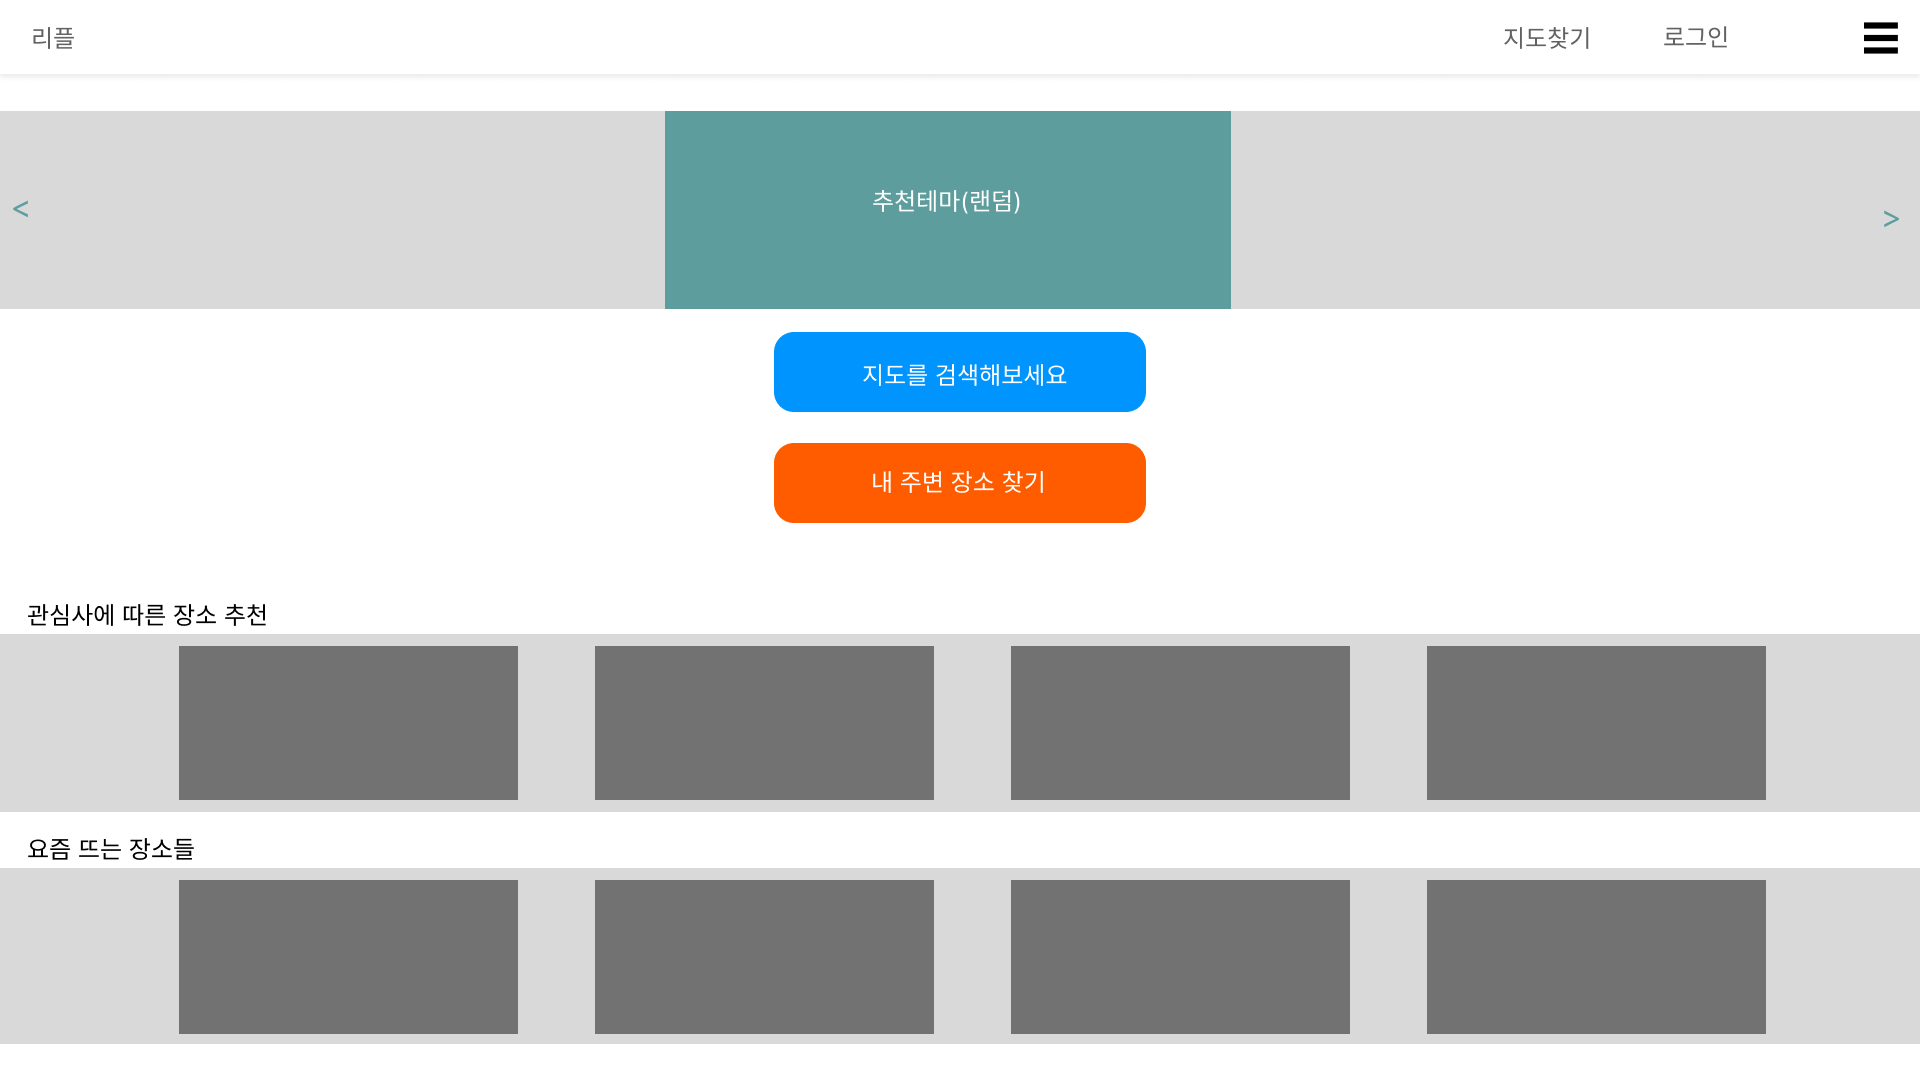 리플
지도찾기
로그인
<
추천테마(랜덤)
>
지도를 검색해보세요
내 주변 장소 찾기
관심사에 따른 장소 추천
요즘 뜨는 장소들